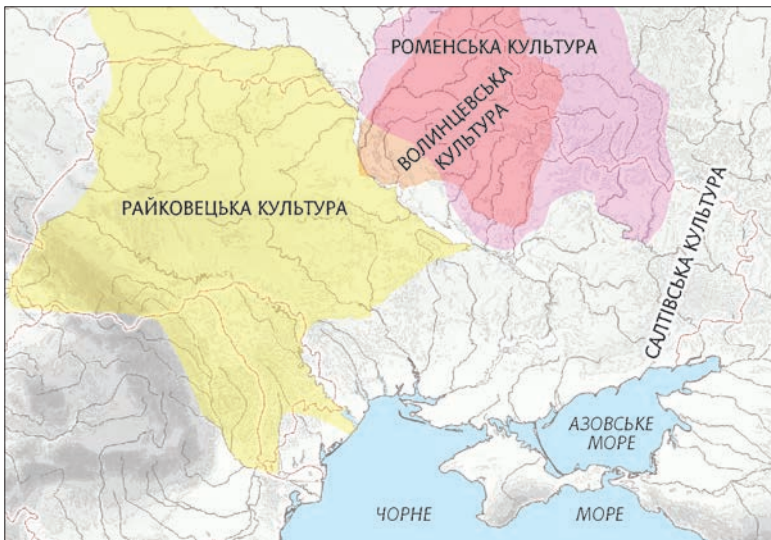 РОМЕНСЬКА КУЛЬТУРА
ВОЛИНЦЕВСЬКА
КУЛЬТУРА
РАЙКОВЕЦЬКА КУЛЬТУРА
САЛТІВСЬКА КУЛЬТУРА
АЗОВСЬКЕ
МОРЕ
ЧОРНЕ МОРЕ